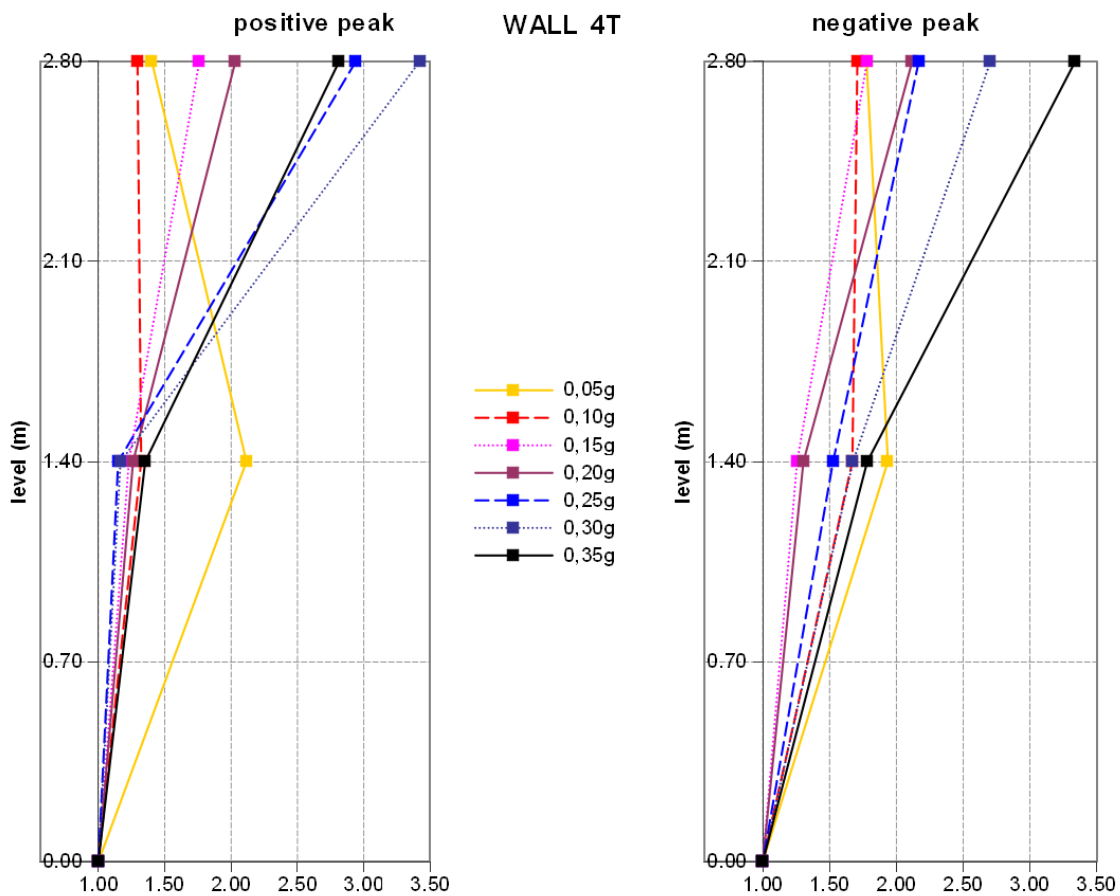 positive peak
WALL 4T
negative peak
2.80
2.10
1.40
0.70
0.00
level (m)
1.00 1.50 2.00 2.50 3.00 3.50
0,05g
0,10g
0,15g
0,20g
0,25g
0,30g
0,35g
2.80
2.10
1.40
0.70
0.00
level (m)
1.00 1.50 2.00 2.50 3.00 3.50